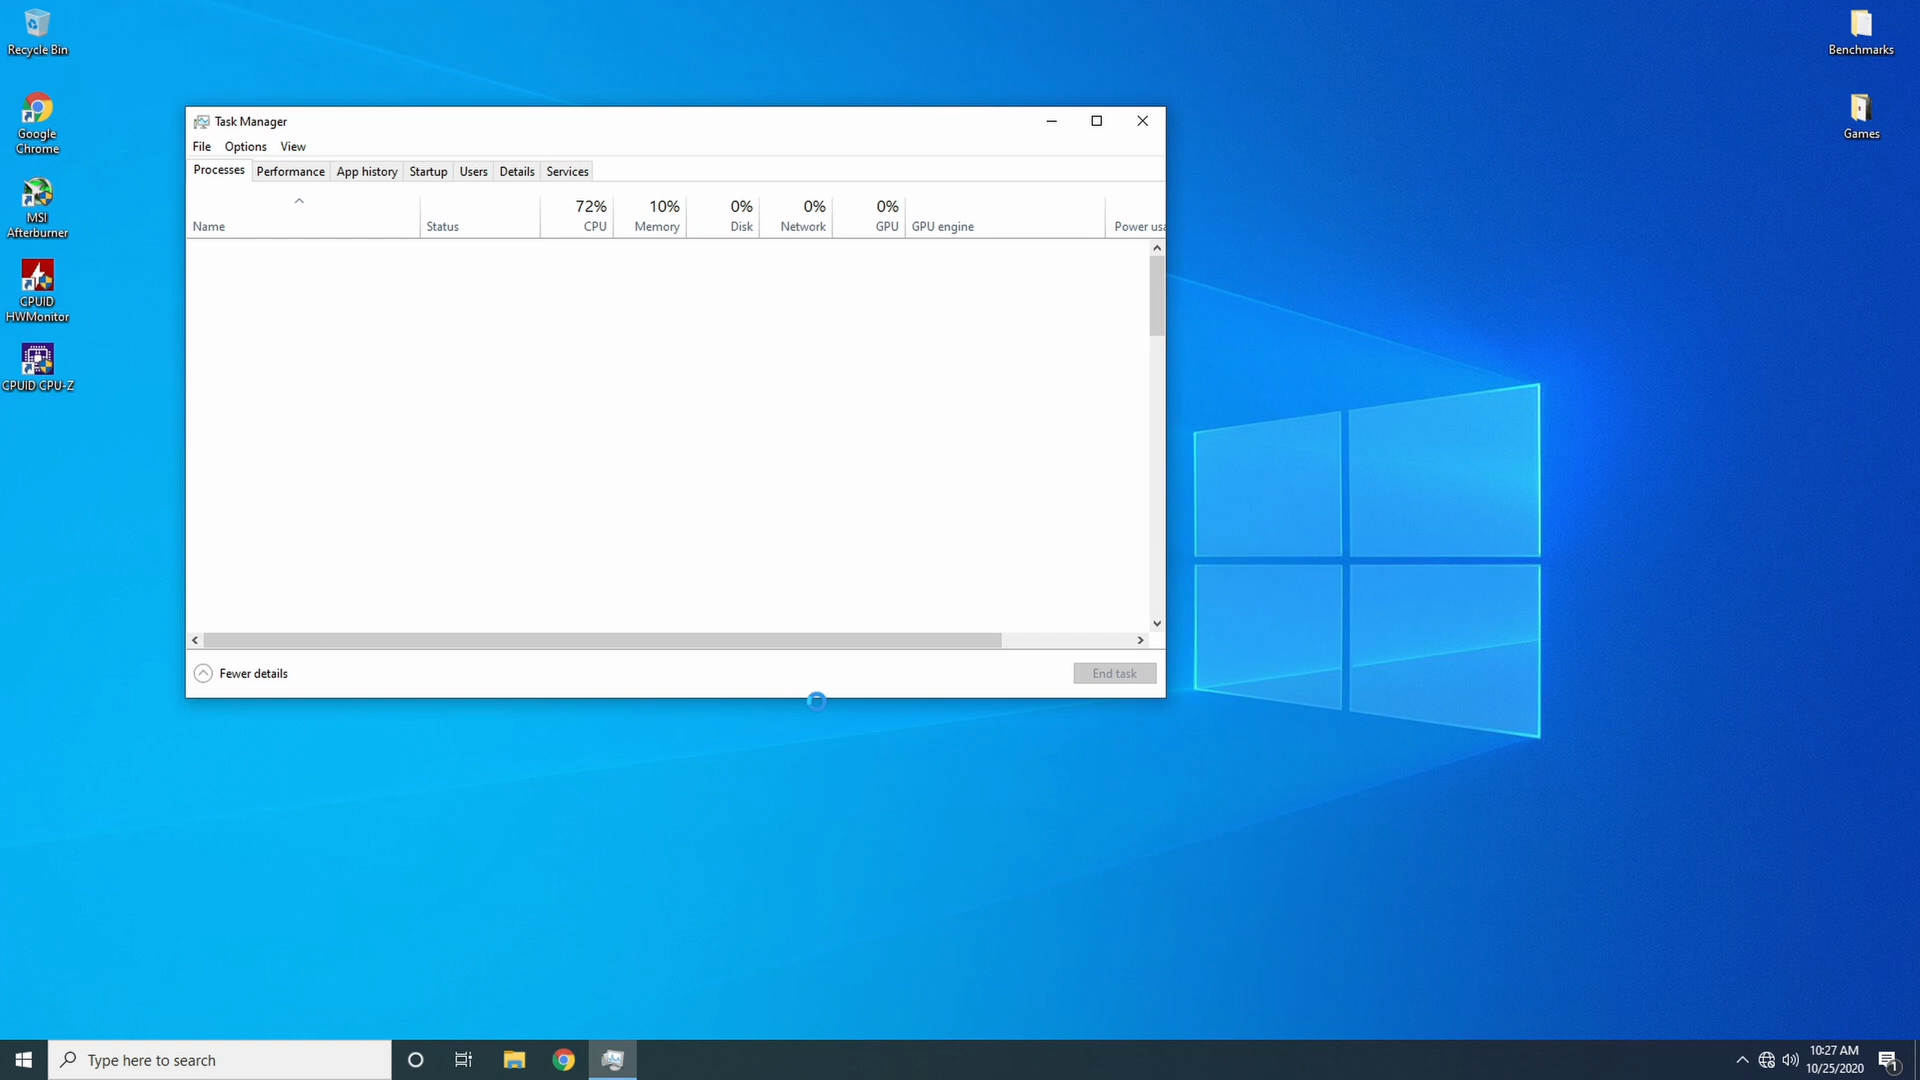 Recycle Bin
Google
Chrome
MSI
Afterburner
CPUID
HWMonitor
CPUID CPU-Z
Benchmarks
Games
Task Manager
File Options View
Processes Performance App history Startup Users Details Services
72% 10% 0% 0% 0%
Name Status CPU Memory Disk Network GPU GPU engine Power usa
Fewer details End task
Type here to search
10:27 AM
10/25/2020
1